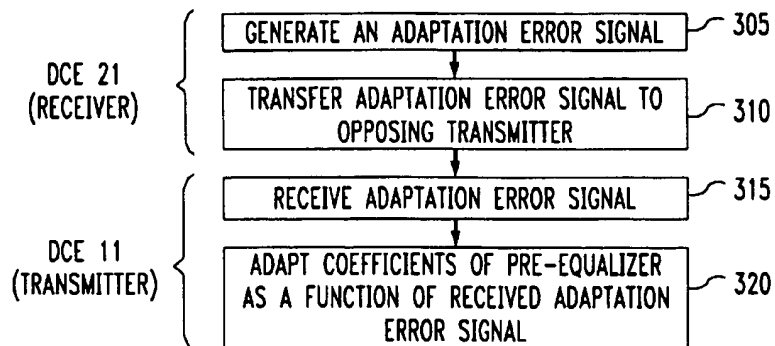 GENERATE AN ADAPTATION ERROR SIGNAL
305
DCE 21
(RECEIVER)
TRANSFER ADAPTATION ERROR SIGNAL TO
OPPOSING TRANSMITTER
310
RECEIVE ADAPTATION ERROR SIGNAL
315
DCE 11
(TRANSMITTER)
ADAPT COEFFICIENTS OF PRE-EQUALIZER
AS A FUNCTION OF RECEIVED ADAPTATION
ERROR SIGNAL
320